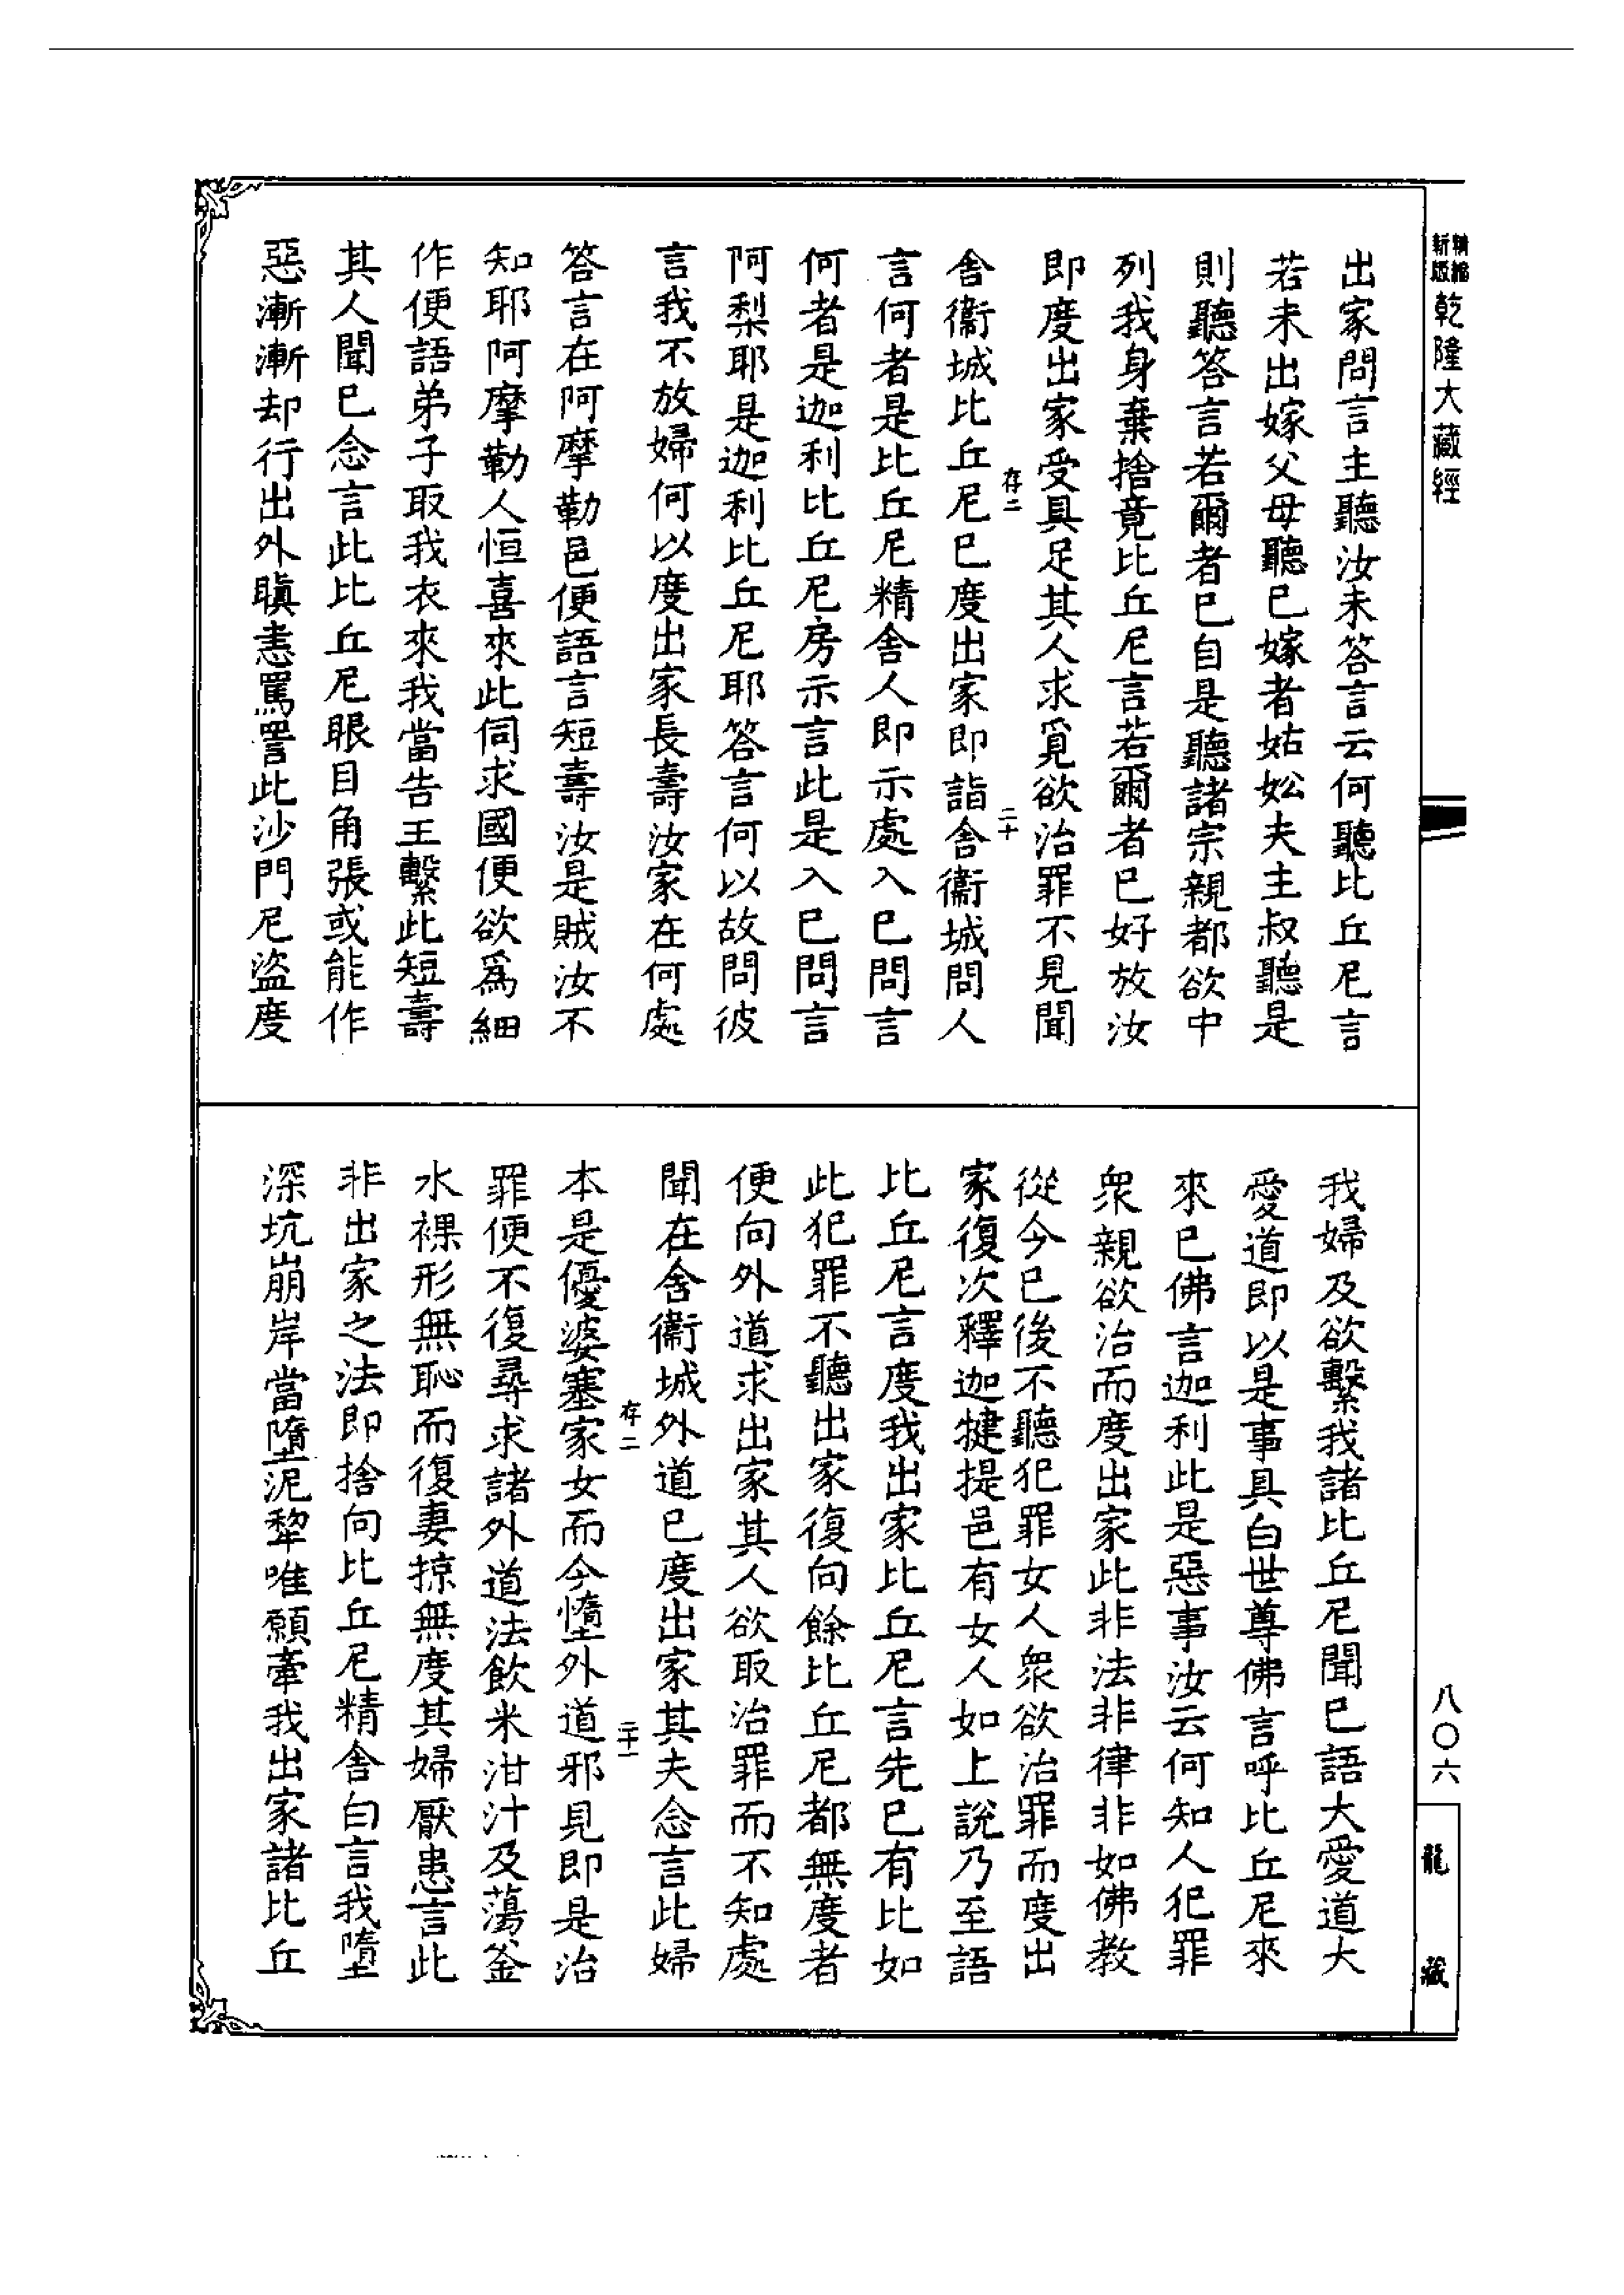 精縮
新版
乾隆大藏經
八〇六
龍藏
出家問言主聽汝未答言云何聽比丘尼言
若未出嫁父母聽已嫁者姑妐夫主叔聽是
則聽答言若爾者已自是聽諸宗親都欲中
列我身棄捨竟比丘尼言若爾者已好放汝
即度出家受具足其人求覓欲治罪不見聞
存二
二十
舍衞城比丘尼已度出家即詣舍衞城問人
言何者是比丘尼精舍人即示處入已問言
何者是迦利比丘尼房示言此是入已問言
阿梨耶是迦利比丘尼耶答言何以故問彼
言我不放婦何以度出家長壽汝家在何處
答言在阿摩勒邑便語言短壽汝是賊汝不
知耶阿摩勒人恒喜來此伺求國便欲爲細
作便語弟子取我衣來我當告王繫此短壽
其人聞已念言此比丘尼眼目角張或能作
惡漸漸却行出外瞋恚罵詈此沙門尼盜度
我婦及欲繫我諸比丘尼聞已語大愛道大
愛道即以是事具白世尊佛言呼比丘尼來
來已佛言迦利此是惡事汝云何知人犯罪
衆親欲治而度出家此非法非律非如佛教
從今已後不聽犯罪女人衆欲治罪而度出
家復次釋迦揵提邑有女人如上說乃至語
比丘尼言度我出家比丘尼言先已有比如
此犯罪不聽出家復向餘比丘尼都無度者
便向外道求出家其人欲取治罪而不知處
聞在舍衞城外道已度出家其夫念言此婦
存二
二十一
本是優婆塞家女而今墮外道邪見即是治
罪便不復尋求諸外道法飲米泔汁及蕩釜
水裸形無恥而復妻掠無度其婦厭患言此
非出家之法即捨向比丘尼精舍白言我墮
深坑崩岸當墮泥犂唯願牽我出家諸比丘